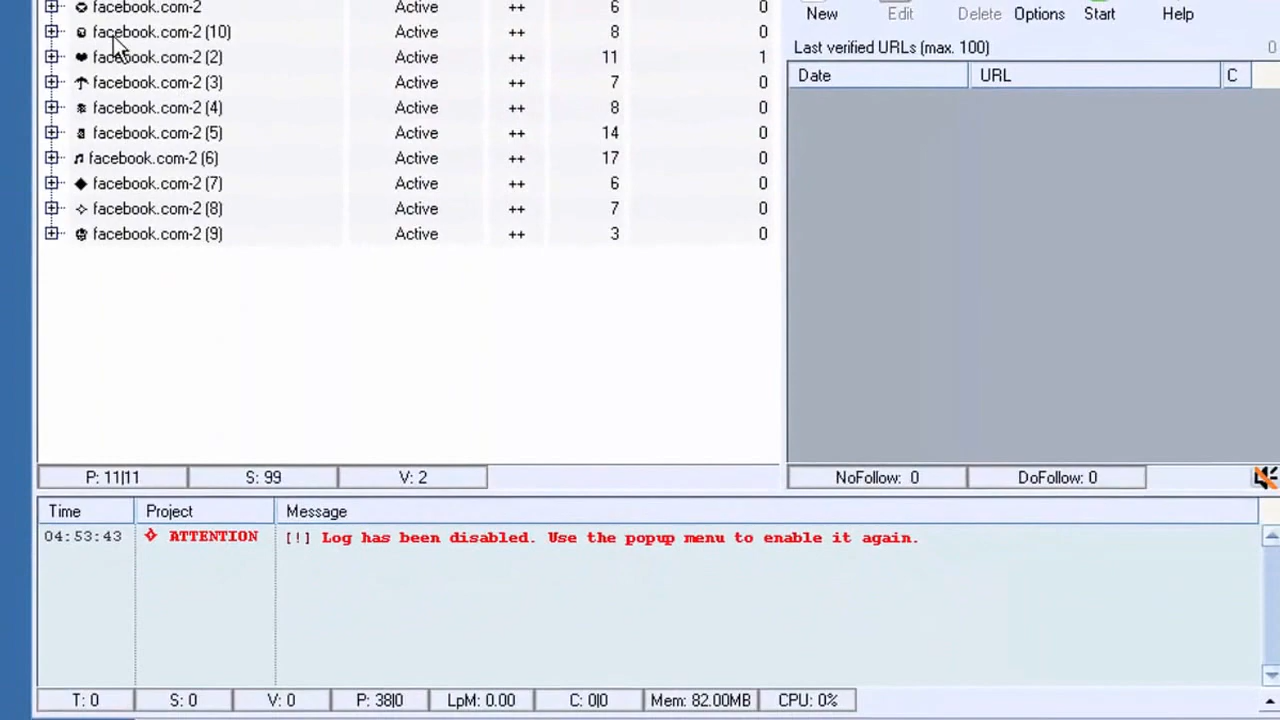 facebook.com-2 Active ++ 6 0
facebook.com-2 (10) Active ++ 8 0
facebook.com-2 (2) Active ++ 11 1
facebook.com-2 (3) Active ++ 7 0
facebook.com-2 (4) Active ++ 8 0
facebook.com-2 (5) Active ++ 14 0
facebook.com-2 (6) Active ++ 17 0
facebook.com-2 (7) Active ++ 6 0
facebook.com-2 (8) Active ++ 7 0
facebook.com-2 (9) Active ++ 3 0
P: 11|11 S: 99 V: 2
New Edit Delete Options Start Help
Last verified URLs (max. 100) 0
Date URL C
NoFollow: 0 DoFollow: 0
Time Project Message
04:53:43 ATTENTION [!] Log has been disabled. Use the popup menu to enable it again.
T: 0 S: 0 V: 0 P: 38|0 LpM: 0.00 C: 0|0 Mem: 82.00MB CPU: 0%